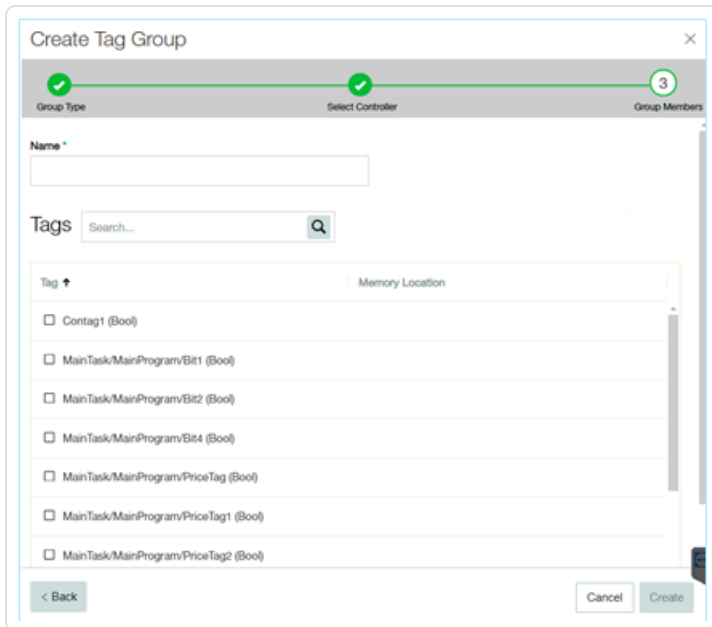 Create Tag Group
3
Group Type Select Controller Group Members
Name *
Tags Search...
Tag Memory Location
Contag1 (Bool)
MainTask/MainProgram/Bit1 (Bool)
MainTask/MainProgram/Bit2 (Bool)
MainTask/MainProgram/Bit4 (Bool)
MainTask/MainProgram/PriceTag (Bool)
MainTask/MainProgram/PriceTag1 (Bool)
MainTask/MainProgram/PriceTag2 (Bool)
< Back Cancel Create